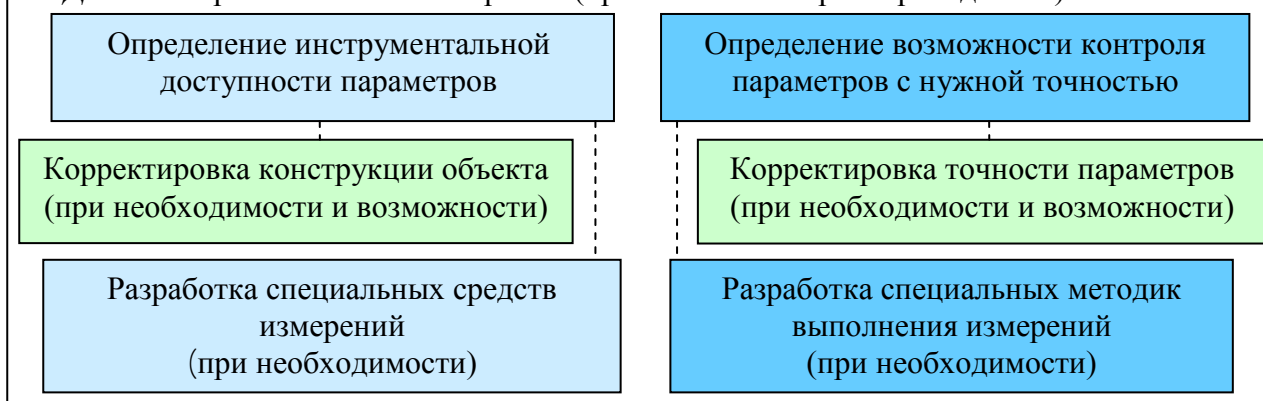 Определение инструментальной
доступности параметров
Определение возможности контроля
параметров с нужной точностью
Корректировка конструкции объекта
(при необходимости и возможности)
Корректировка точности параметров
(при необходимости и возможности)
Разработка специальных средств
измерений
(при необходимости)
Разработка специальных методик
выполнения измерений
(при необходимости)